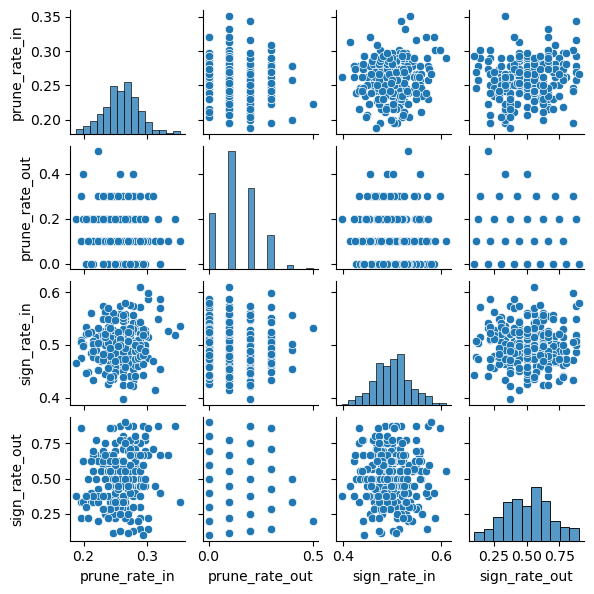 prune_rate_in
0.35
0.30
0.25
0.20
prune_rate_out
0.4
0.2
0.0
sign_rate_in
0.6
0.5
0.4
sign_rate_out
0.75
0.50
0.25
0.2 0.3 0.0 0.5 0.4 0.6 0.25 0.50 0.75
prune_rate_in prune_rate_out sign_rate_in sign_rate_out